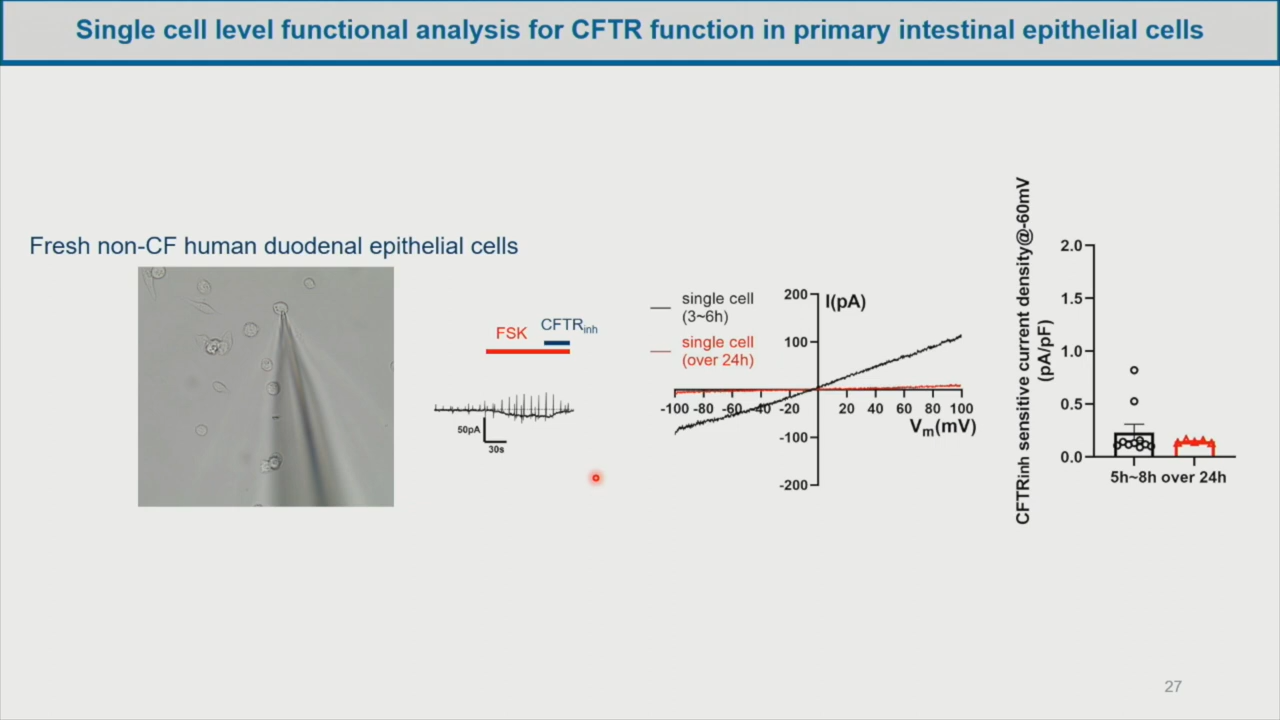 Single cell level functional analysis for CFTR function in primary intestinal epithelial cells
Fresh non-CF human duodenal epithelial cells
FSK
CFTRinh
50pA
30s
single cell
(3~6h)
single cell
(over 24h)
I(pA)
200
100
-100
-200
-100 -80 -60 -40 -20 20 40 60 80 100
Vm(mV)
CFTRinh sensitive current density@-60mV
(pA/pF)
2.0
1.5
1.0
0.5
0.0
5h~8h over 24h
27